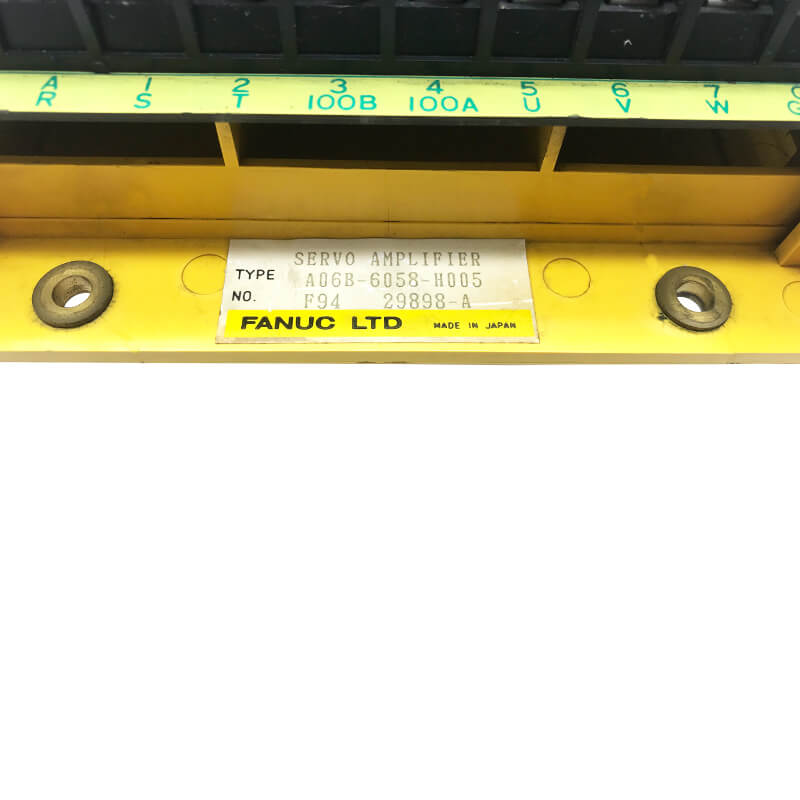 A 1 2 3 4 5 6 7
R S T 100B 100A U V W
SERVO AMPLIFIER
TYPE A06B-6058-H005
NO. F94 29898-A
FANUC LTD MADE IN JAPAN